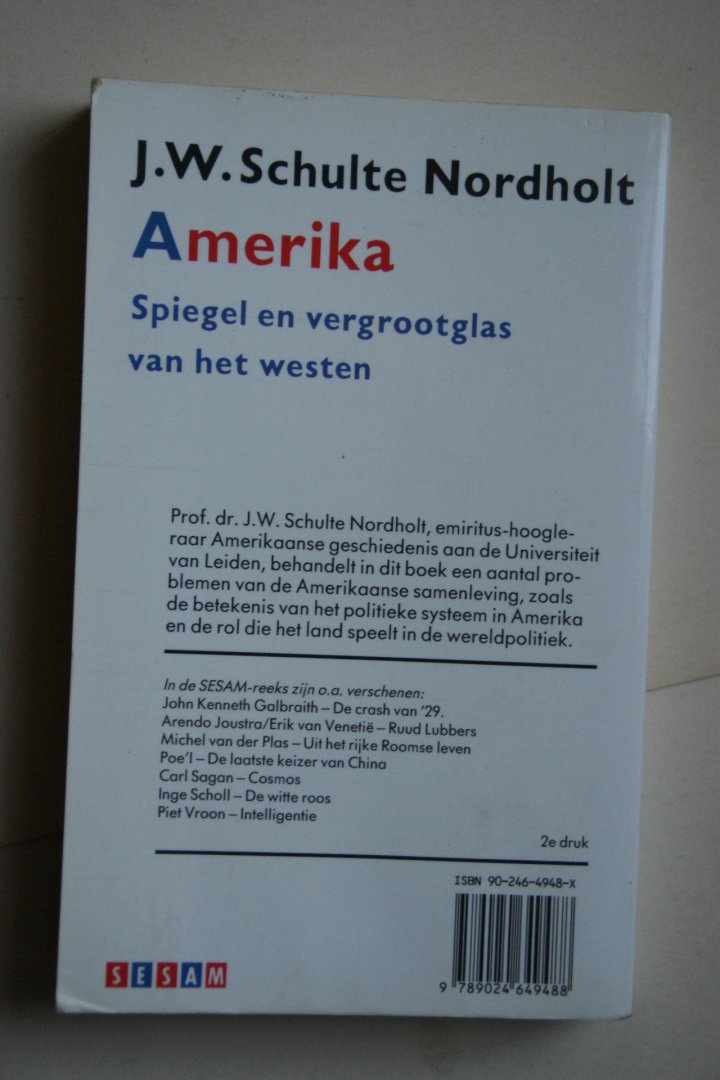 J.W. Schulte Nordholt
Amerika
Spiegel en vergrootglas
van het westen
Prof. dr. J.W. Schulte Nordholt, emiritus-hoogle-
raar Amerikaanse geschiedenis aan de Universiteit
van Leiden, behandelt in dit boek een aantal pro-
blemen van de Amerikaanse samenleving, zoals
de betekenis van het politieke systeem in Amerika
en de rol die het land speelt in de wereldpolitiek.
In de SESAM-reeks zijn o.a. verschenen:
John Kenneth Galbraith – De crash van '29.
Arendo Joustra/Erik van Venetië – Ruud Lubbers
Michel van der Plas – Uit het rijke Roomse leven
Poe'I – De laatste keizer van China
Carl Sagan – Cosmos
Inge Scholl – De witte roos
Piet Vroon – Intelligentie
2e druk
ISBN 90-246-4948-X
9 789024 649488
SESAM